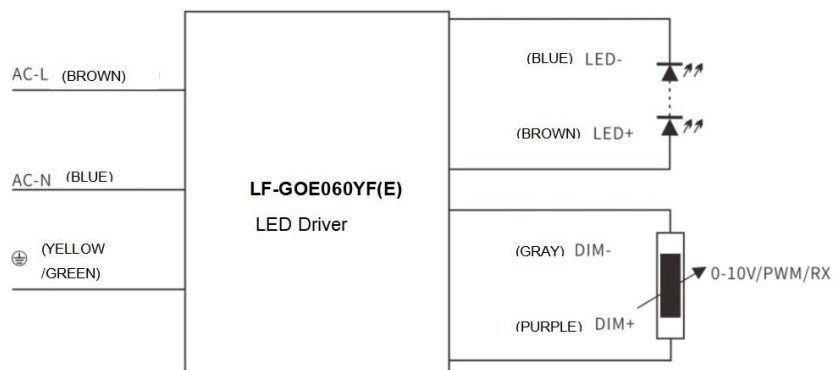 AC-L (BROWN)
AC-N (BLUE)
(YELLOW
/GREEN)
LF-GOE060YF(E)
LED Driver
(BLUE) LED-
(BROWN) LED+
(GRAY) DIM-
(PURPLE) DIM+
0-10V/PWM/RX